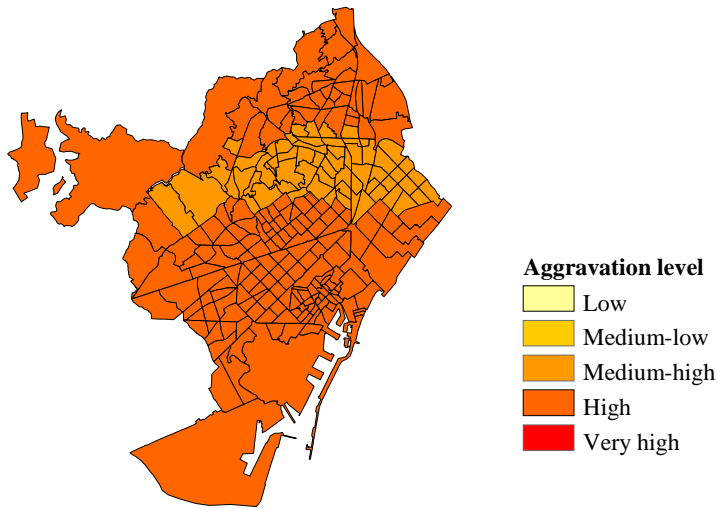 Aggravation level
Low
Medium-low
Medium-high
High
Very high